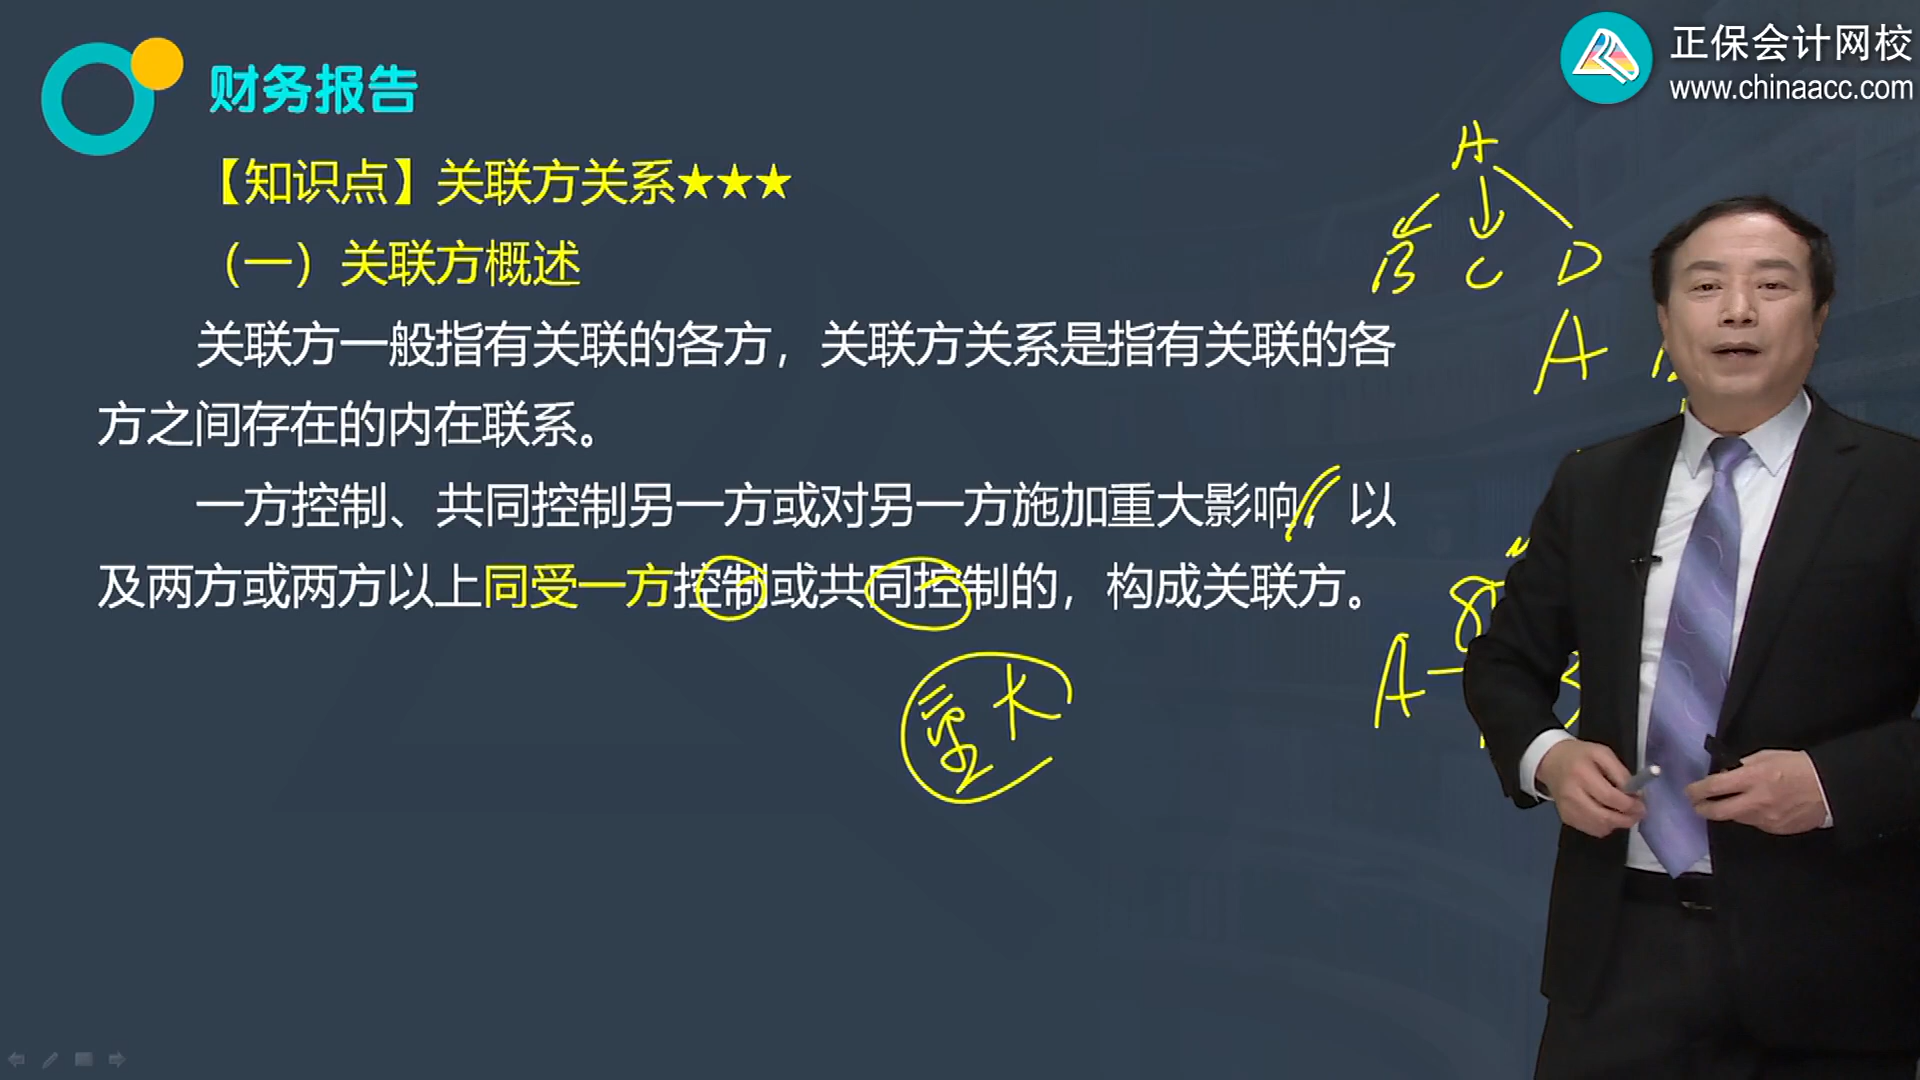 正保会计网校
www.chinaacc.com
财务报告
【知识点】关联方关系★★★
（一）关联方概述
关联方一般指有关联的各方，关联方关系是指有关联的各
方之间存在的内在联系。
一方控制、共同控制另一方或对另一方施加重大影响，以
及两方或两方以上同受一方控制或共同控制的，构成关联方。
A
B C D
A
重大
A